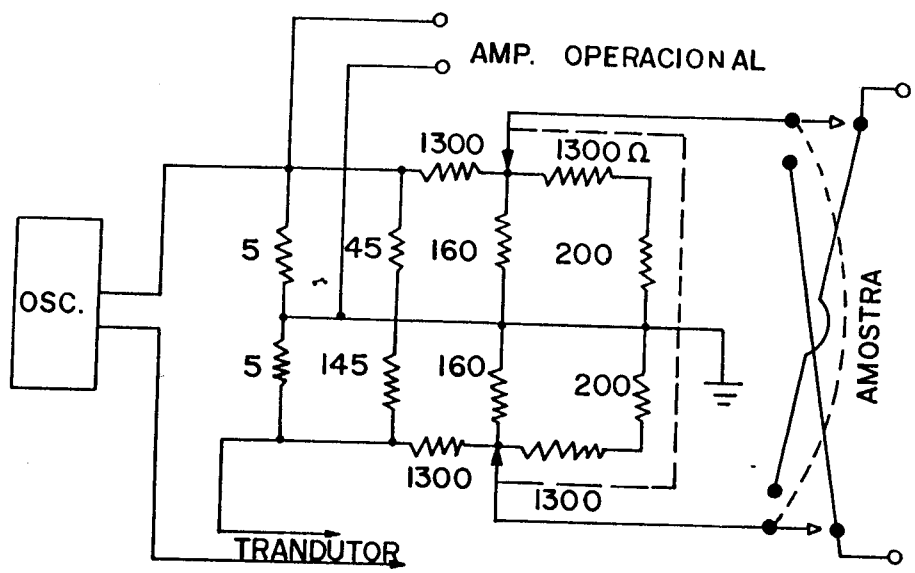 AMP. OPERACIONAL
1300
1300 Ω
5
45
160
200
OSC.
5
145
160
200
AMOSTRA
1300
1300
TRANDUTOR